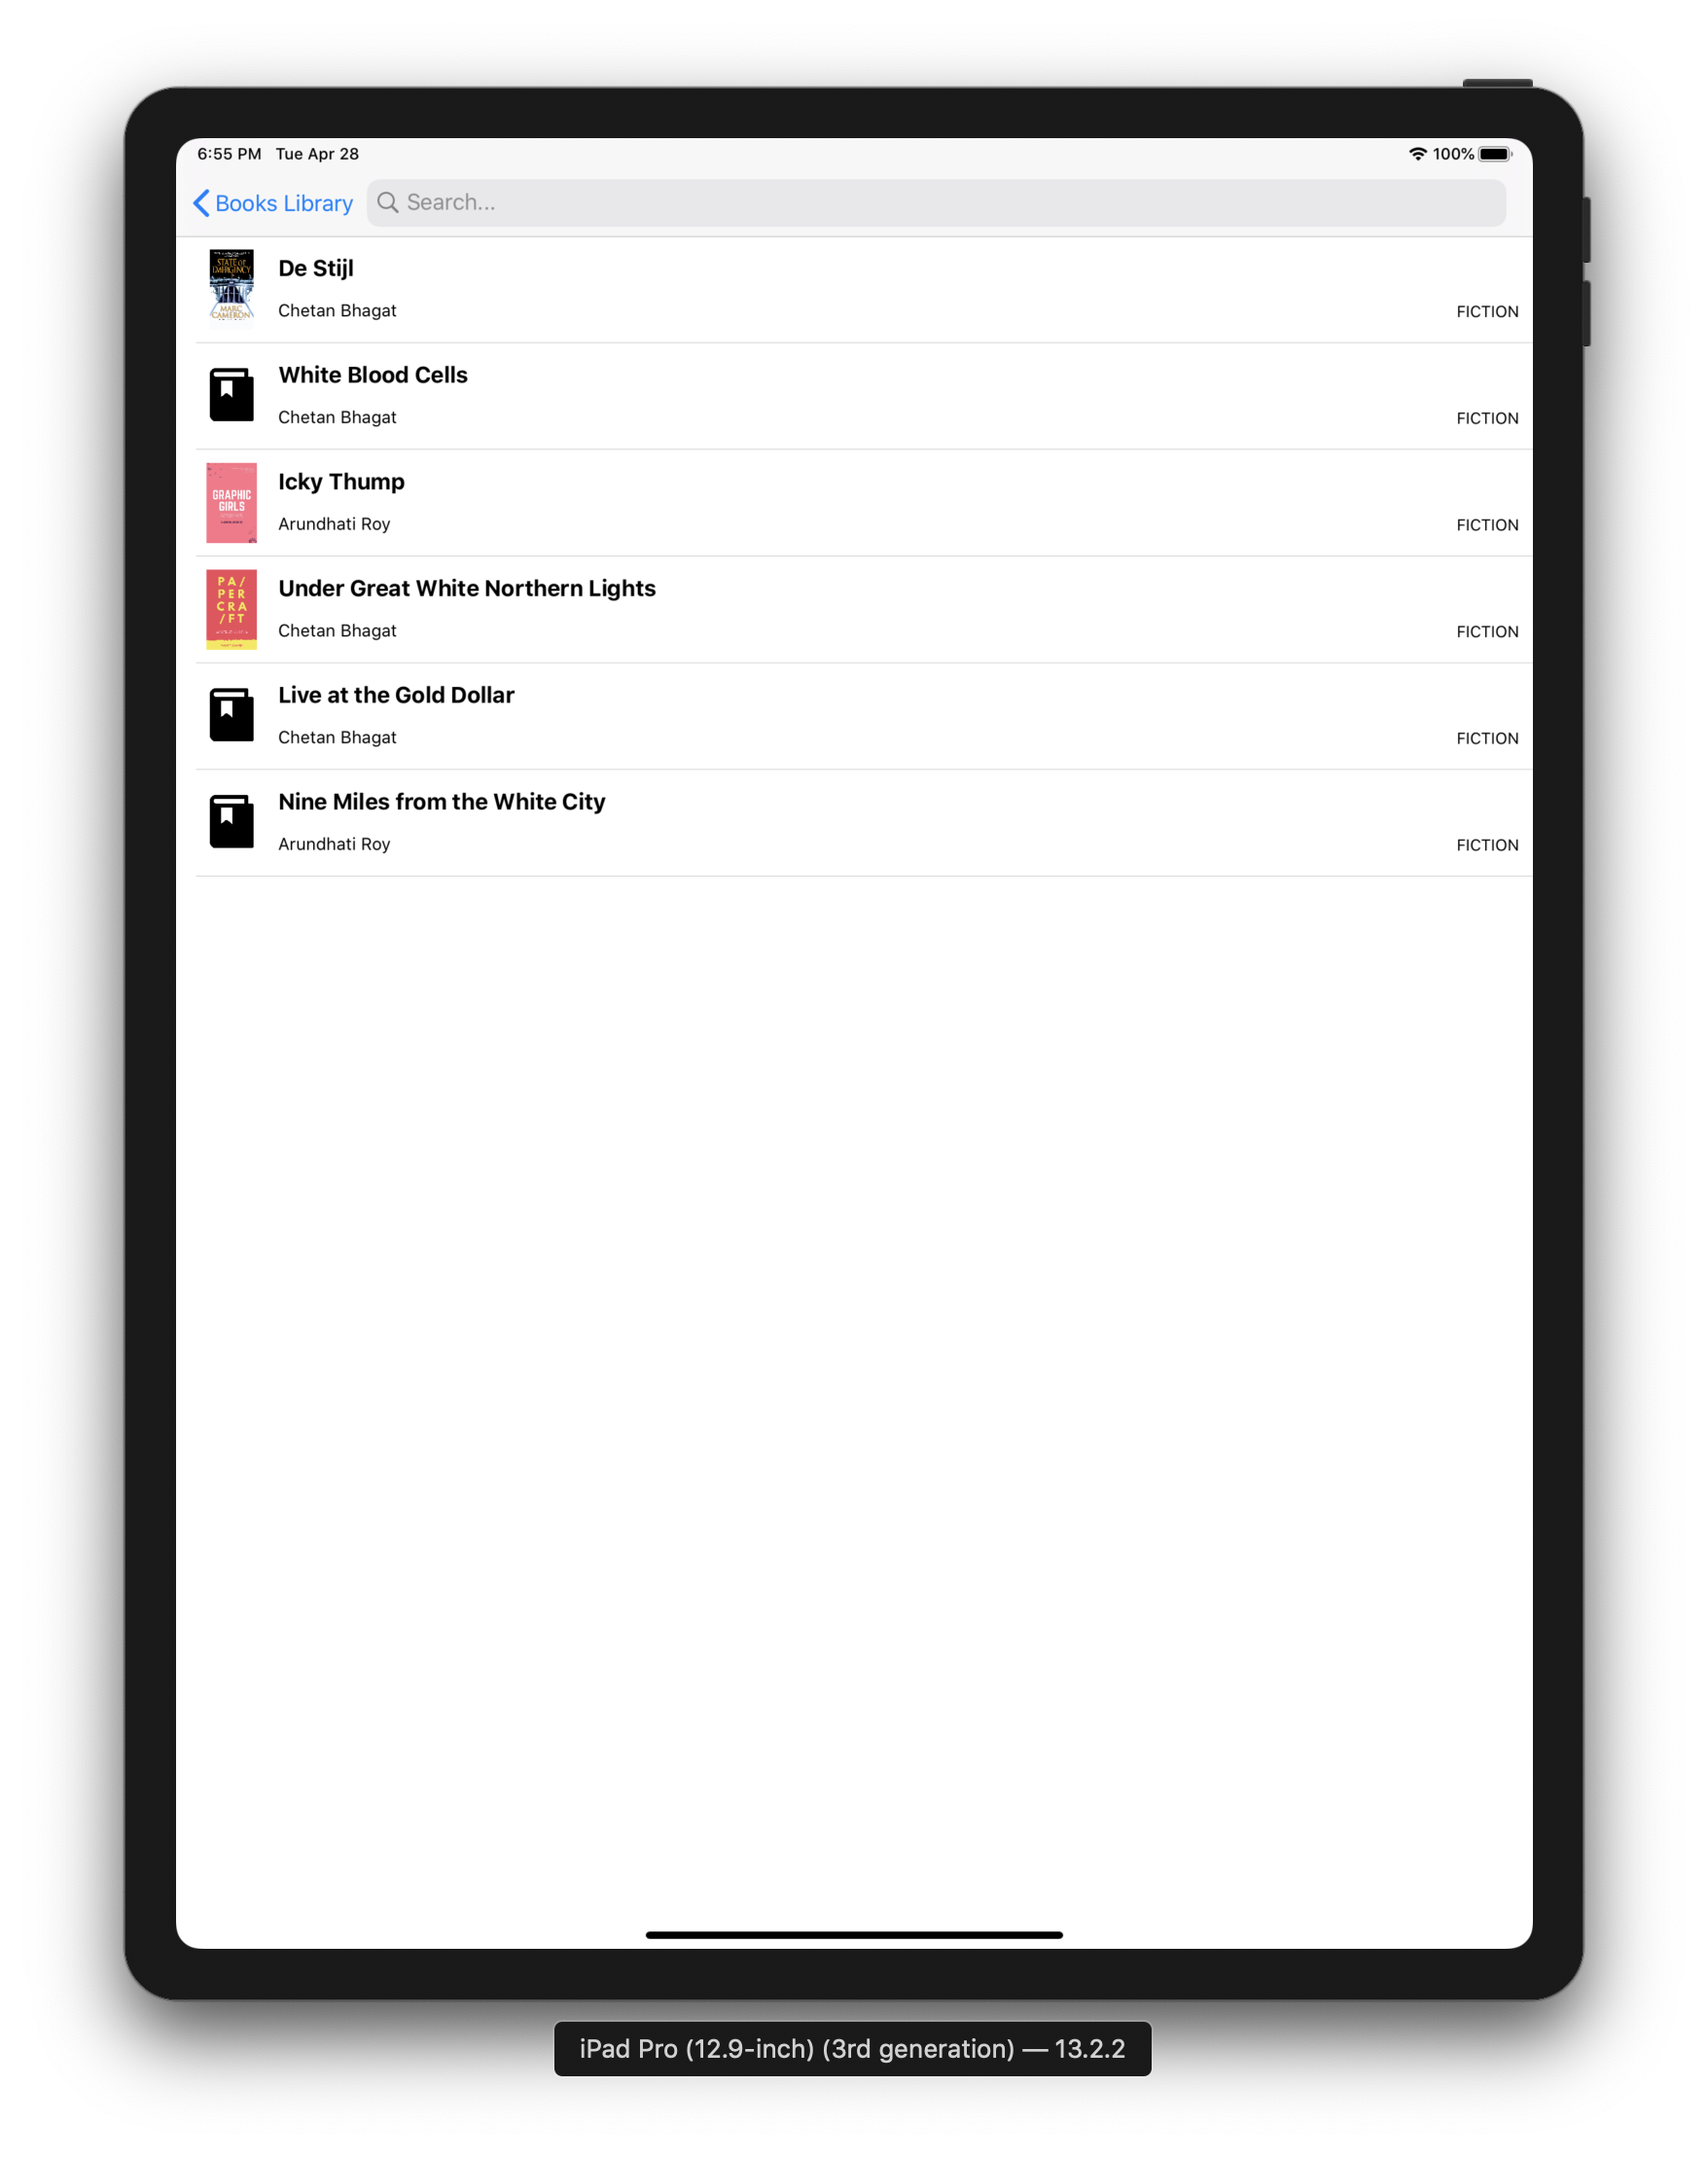 6:55 PM Tue Apr 28
100%
Books Library
Search...
STATE OF
EMERGENCY
MARC
CAMERON
De Stijl
Chetan Bhagat
FICTION
White Blood Cells
Chetan Bhagat
FICTION
GRAPHIC
GIRLS
Icky Thump
Arundhati Roy
FICTION
PA/
PER
CRA
/FT
Under Great White Northern Lights
Chetan Bhagat
FICTION
Live at the Gold Dollar
Chetan Bhagat
FICTION
Nine Miles from the White City
Arundhati Roy
FICTION
iPad Pro (12.9-inch) (3rd generation) — 13.2.2